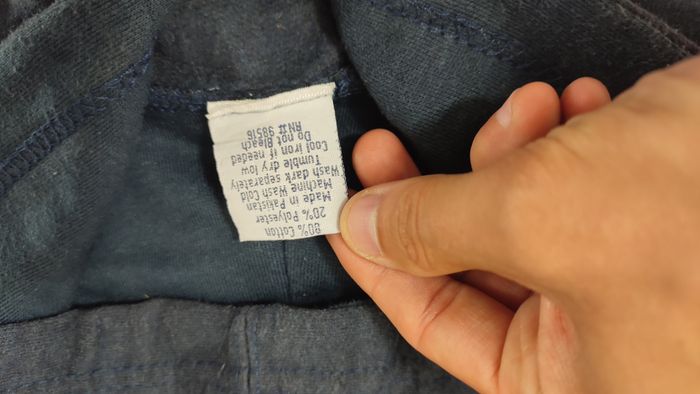 80% Cotton
20% Polyester
Made in Pakistan
Machine Wash Cold
Wash dark separately
Tumble dry low
Cool iron if needed
Do not Bleach
RN# 98516